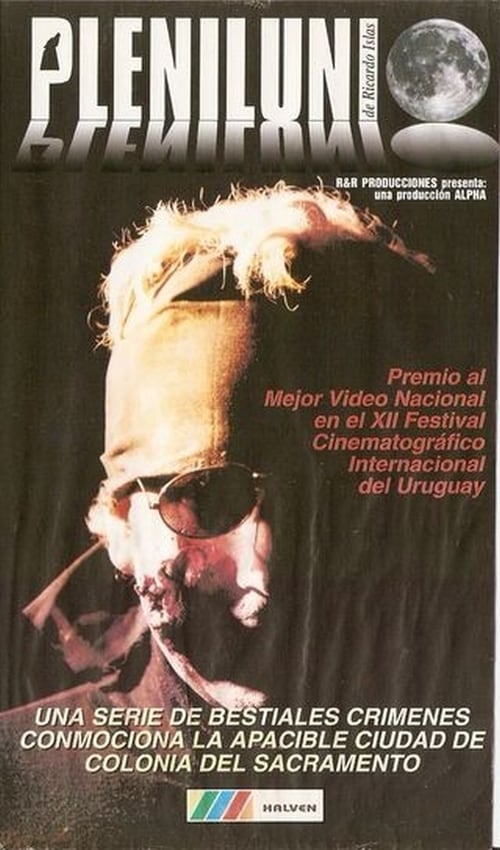 PLENILUNI
de Ricardo Islas
R&R PRODUCCIONES presenta:
una producción ALPHA
Premio al
Mejor Video Nacional
en el XII Festival
Cinematográfico
Internacional
del Uruguay
UNA SERIE DE BESTIALES CRIMENES
CONMOCIONA LA APACIBLE CIUDAD DE
COLONIA DEL SACRAMENTO
HALVEN